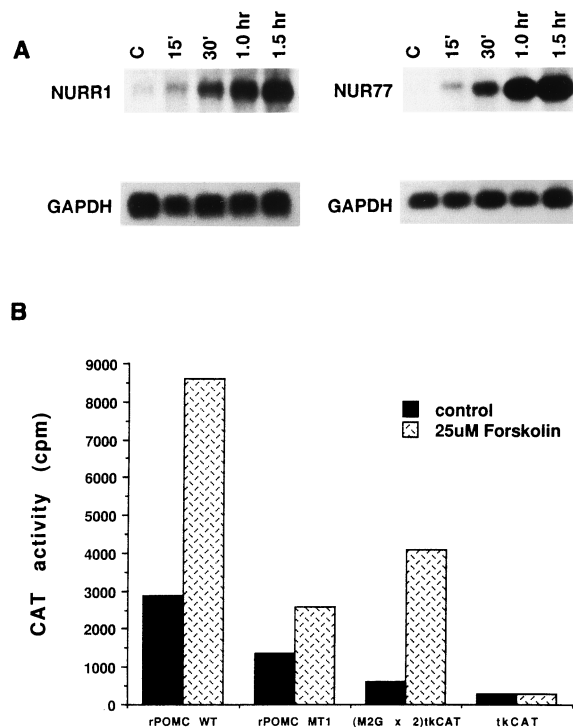 A
C 15' 30' 1.0 hr 1.5 hr
C 15' 30' 1.0 hr 1.5 hr
NURR1
NUR77
GAPDH
GAPDH
B
9000
8000
7000
6000
5000
4000
3000
2000
1000
0
CAT activity (cpm)
control
25uM Forskolin
rPOMC WT
rPOMC MT1
(M2G x 2)tkCAT
tkCAT